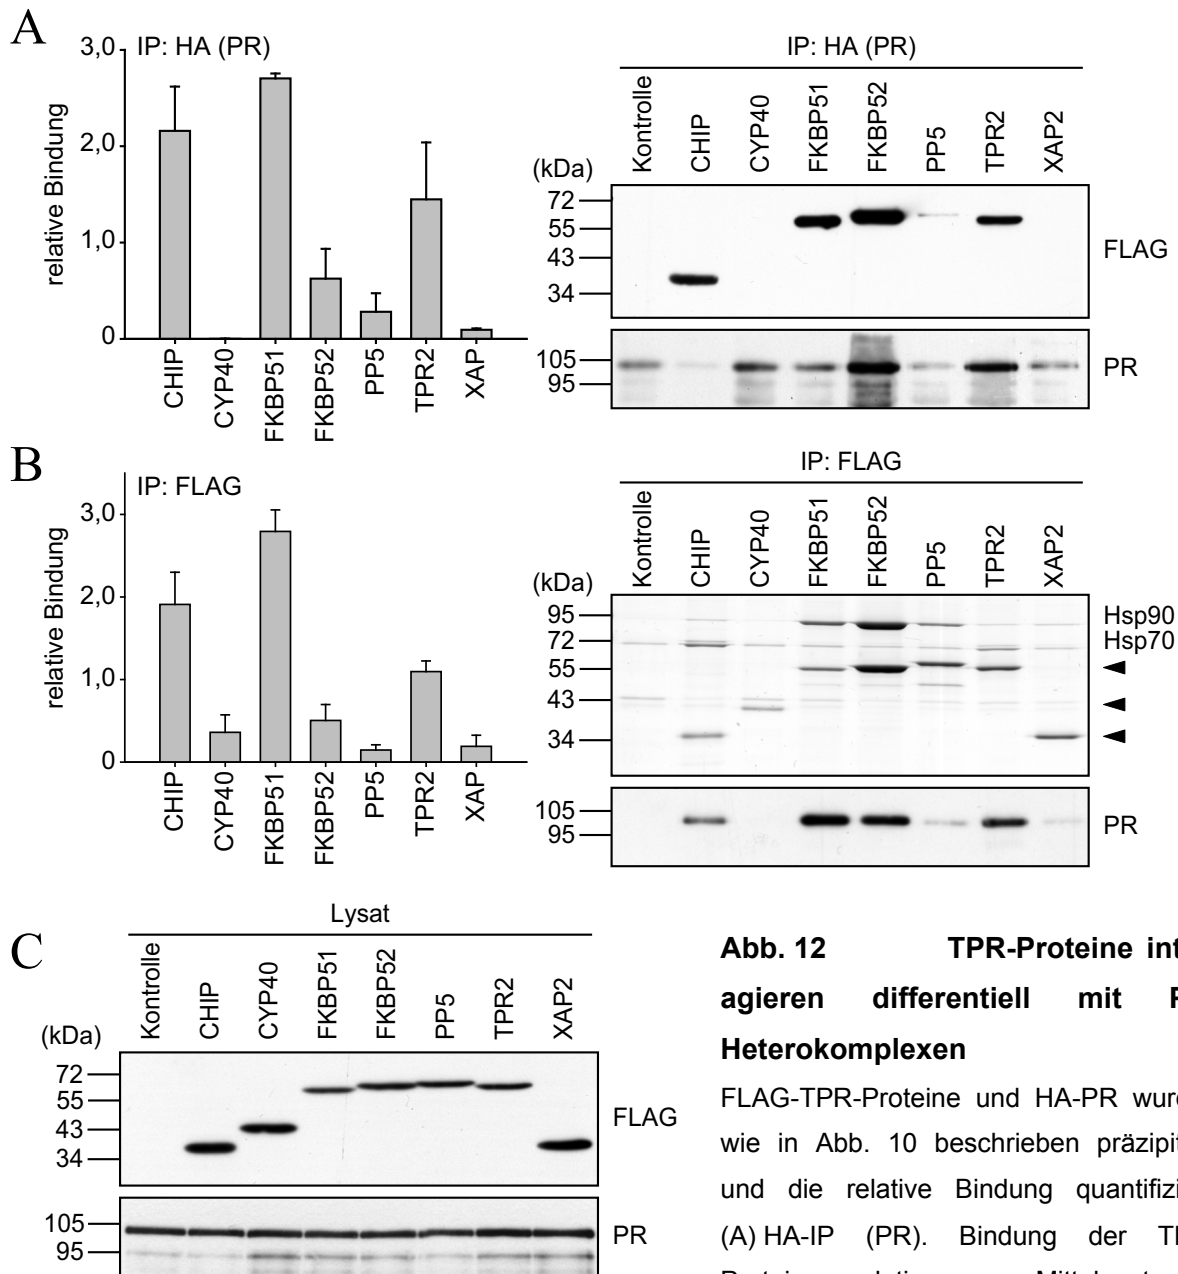 A
IP: HA (PR)
relative Bindung
3,0
2,0
1,0
0
CHIP
CYP40
FKBP51
FKBP52
PP5
TPR2
XAP
IP: HA (PR)
Kontrolle
CHIP
CYP40
FKBP51
FKBP52
PP5
TPR2
XAP2
(kDa)
72
55
43
34
FLAG
105
95
PR
B
IP: FLAG
relative Bindung
3,0
2,0
1,0
0
CHIP
CYP40
FKBP51
FKBP52
PP5
TPR2
XAP
IP: FLAG
Kontrolle
CHIP
CYP40
FKBP51
FKBP52
PP5
TPR2
XAP2
(kDa)
95
72
55
43
34
Hsp90
Hsp70
105
95
PR
C
Lysat
Kontrolle
CHIP
CYP40
FKBP51
FKBP52
PP5
TPR2
XAP2
(kDa)
72
55
43
34
FLAG
105
95
PR
Abb. 12 TPR-Proteine int
agieren differentiell mit
Heterokomplexen
FLAG-TPR-Proteine und HA-PR wur
wie in Abb. 10 beschrieben präzipit
und die relative Bindung quantifizi
(A) HA-IP (PR). Bindung der